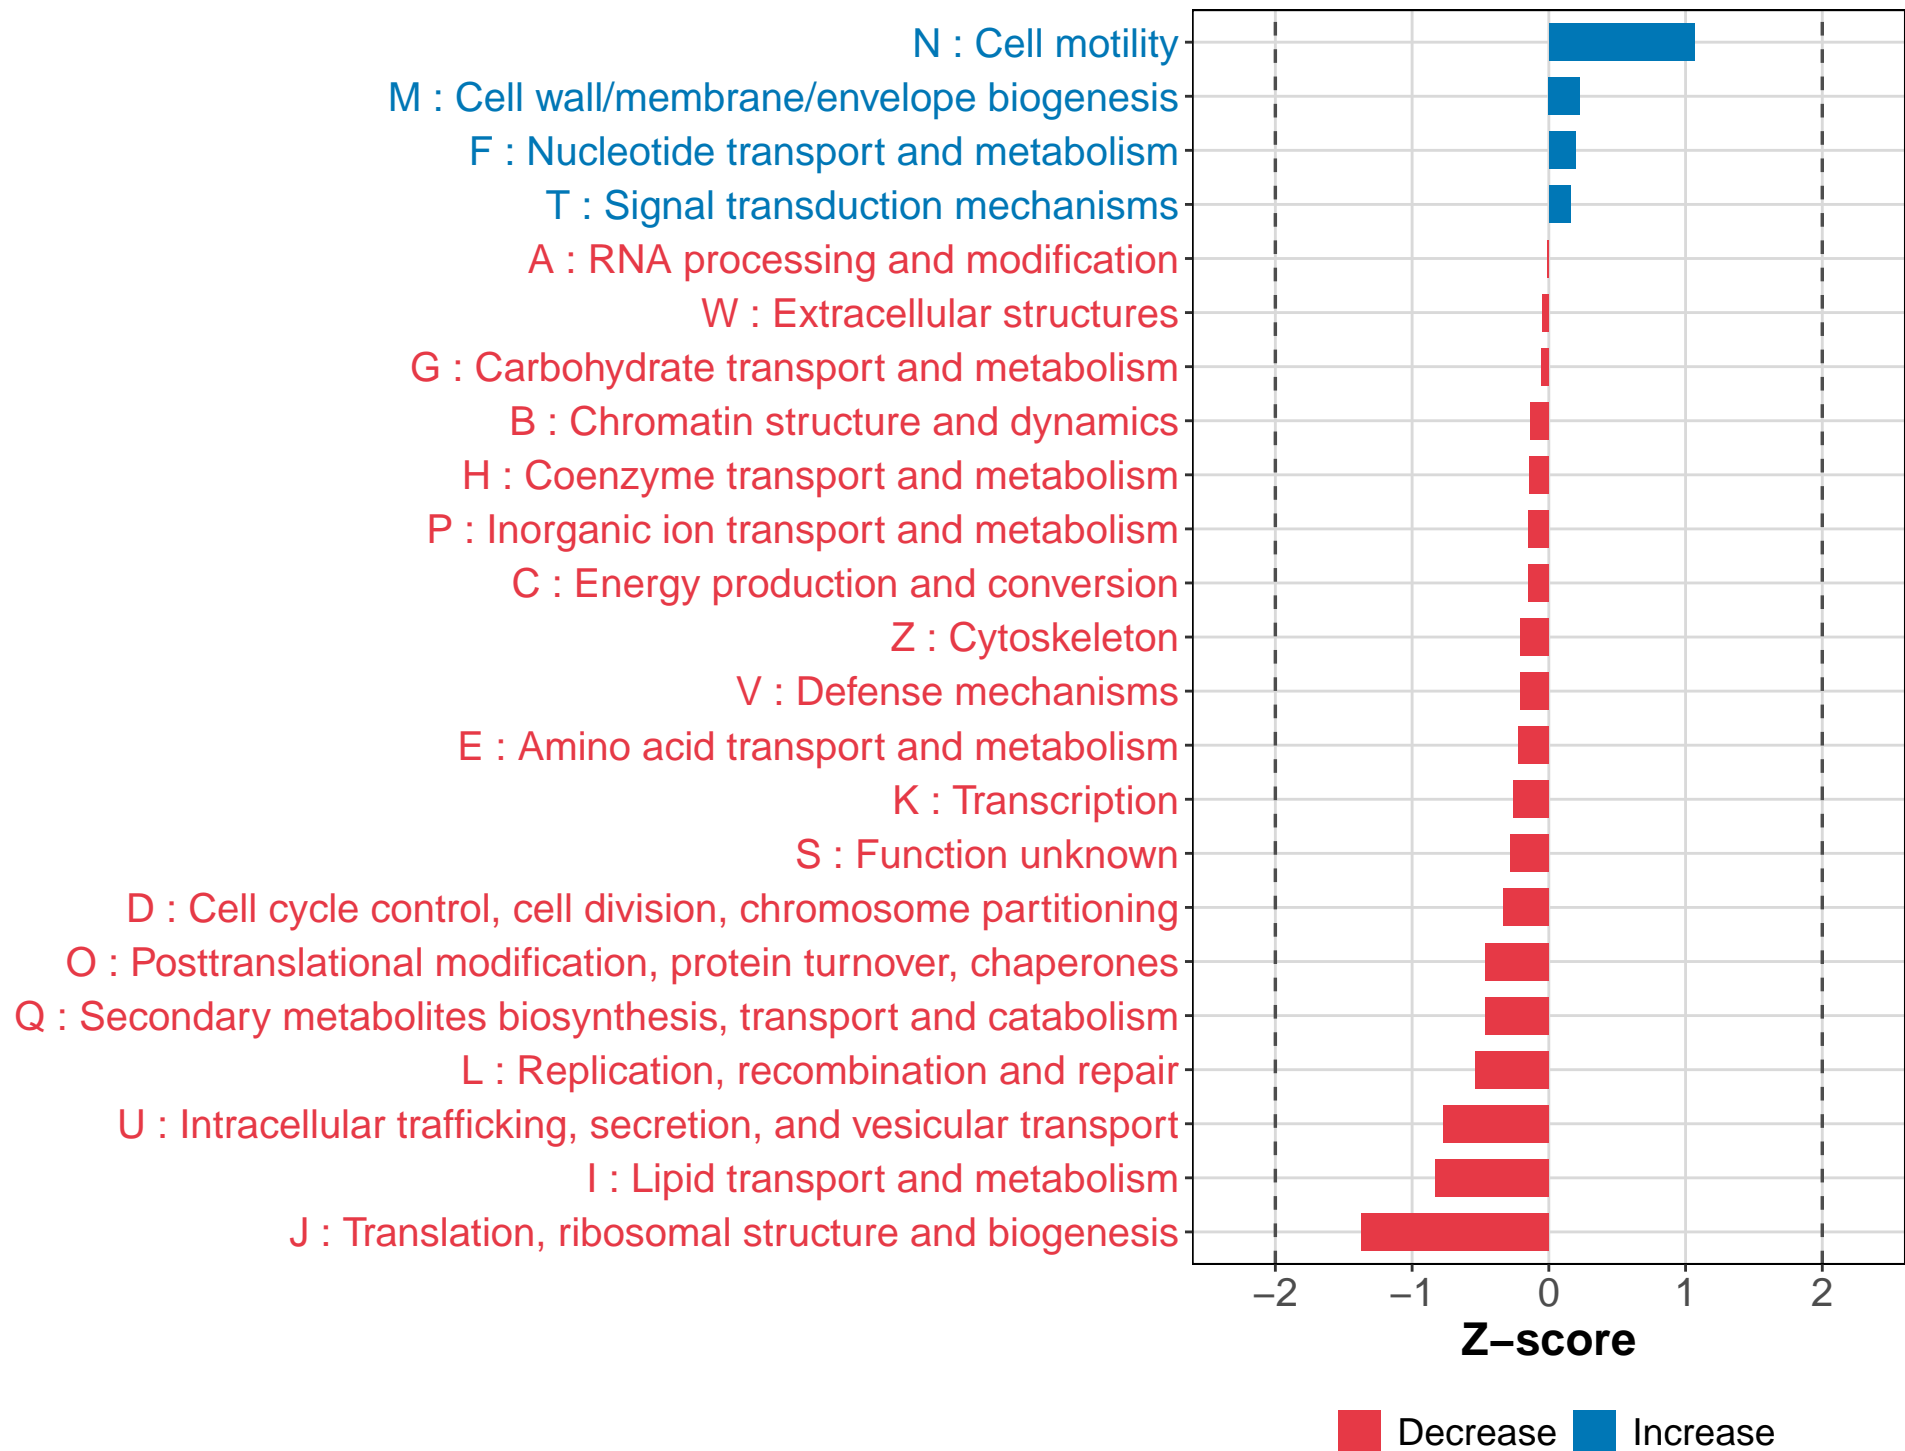 N : Cell motility
M : Cell wall/membrane/envelope biogenesis
F : Nucleotide transport and metabolism
T : Signal transduction mechanisms
A : RNA processing and modification
W : Extracellular structures
G : Carbohydrate transport and metabolism
B : Chromatin structure and dynamics
H : Coenzyme transport and metabolism
P : Inorganic ion transport and metabolism
C : Energy production and conversion
Z : Cytoskeleton
V : Defense mechanisms
E : Amino acid transport and metabolism
K : Transcription
S : Function unknown
D : Cell cycle control, cell division, chromosome partitioning
O : Posttranslational modification, protein turnover, chaperones
Q : Secondary metabolites biosynthesis, transport and catabolism
L : Replication, recombination and repair
U : Intracellular trafficking, secretion, and vesicular transport
I : Lipid transport and metabolism
J : Translation, ribosomal structure and biogenesis
−2 −1 0 1 2
Z−score
Decrease Increase